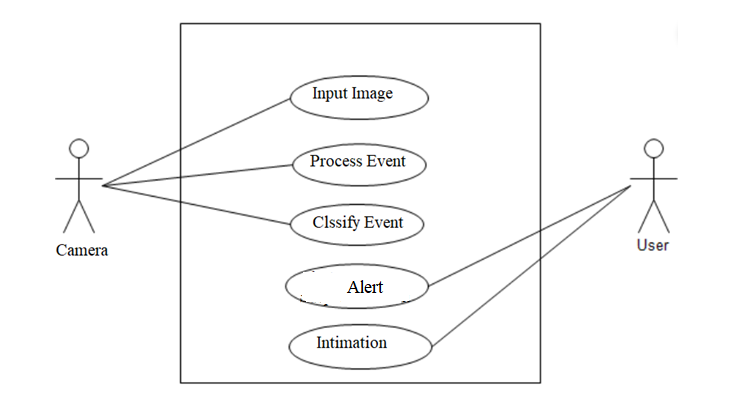 Input Image
Process Event
Clssify Event
Camera
User
Alert
Intimation